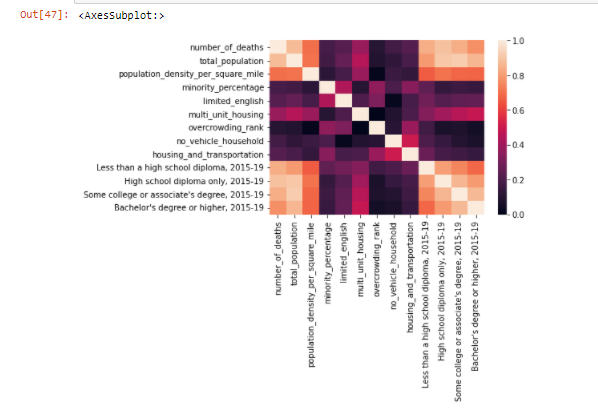 Out[47]: <AxesSubplot:>
number_of_deaths
total_population
population_density_per_square_mile
minority_percentage
limited_english
multi_unit_housing
overcrowding_rank
no_vehicle_household
housing_and_transportation
Less than a high school diploma, 2015-19
High school diploma only, 2015-19
Some college or associate's degree, 2015-19
Bachelor's degree or higher, 2015-19
number_of_deaths
total_population
population_density_per_square_mile
minority_percentage
limited_english
multi_unit_housing
overcrowding_rank
no_vehicle_household
housing_and_transportation
Less than a high school diploma, 2015-19
High school diploma only, 2015-19
Some college or associate's degree, 2015-19
Bachelor's degree or higher, 2015-19
1.0
0.8
0.6
0.4
0.2
0.0